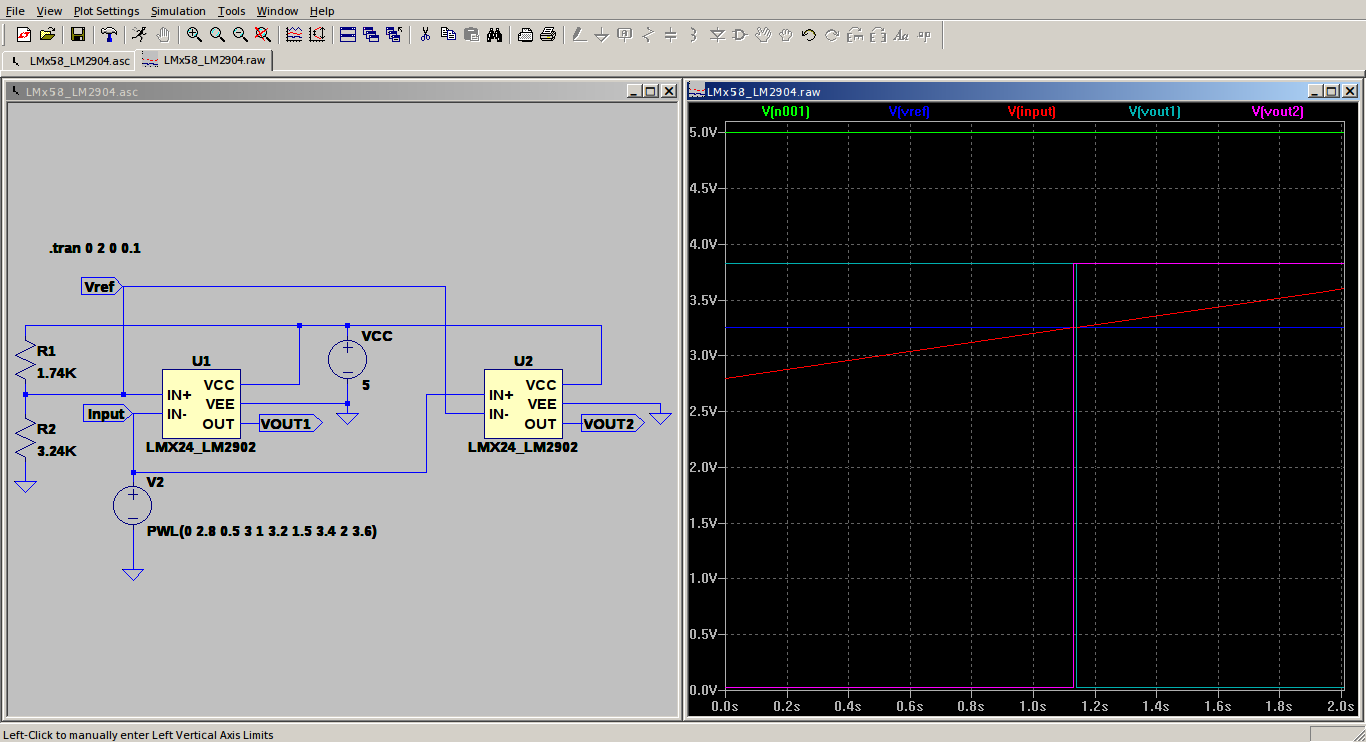 File View Plot Settings Simulation Tools Window Help
LMx58_LM2904.asc LMx58_LM2904.raw
LMx58_LM2904.asc
.tran 0 2 0 0.1
Vref
VCC
R1
1.74K
U1
U2
5
VCC
IN+
VEE
IN-
OUT
VCC
IN+
VEE
IN-
OUT
Input
VOUT1
VOUT2
R2
3.24K
LMX24_LM2902
LMX24_LM2902
V2
PWL(0 2.8 0.5 3 1 3.2 1.5 3.4 2 3.6)
LMx58_LM2904.raw
V(n001) V(vref) V(input) V(vout1) V(vout2)
5.0V
4.5V
4.0V
3.5V
3.0V
2.5V
2.0V
1.5V
1.0V
0.5V
0.0V
0.0s 0.2s 0.4s 0.6s 0.8s 1.0s 1.2s 1.4s 1.6s 1.8s 2.0s
Left-Click to manually enter Left Vertical Axis Limits